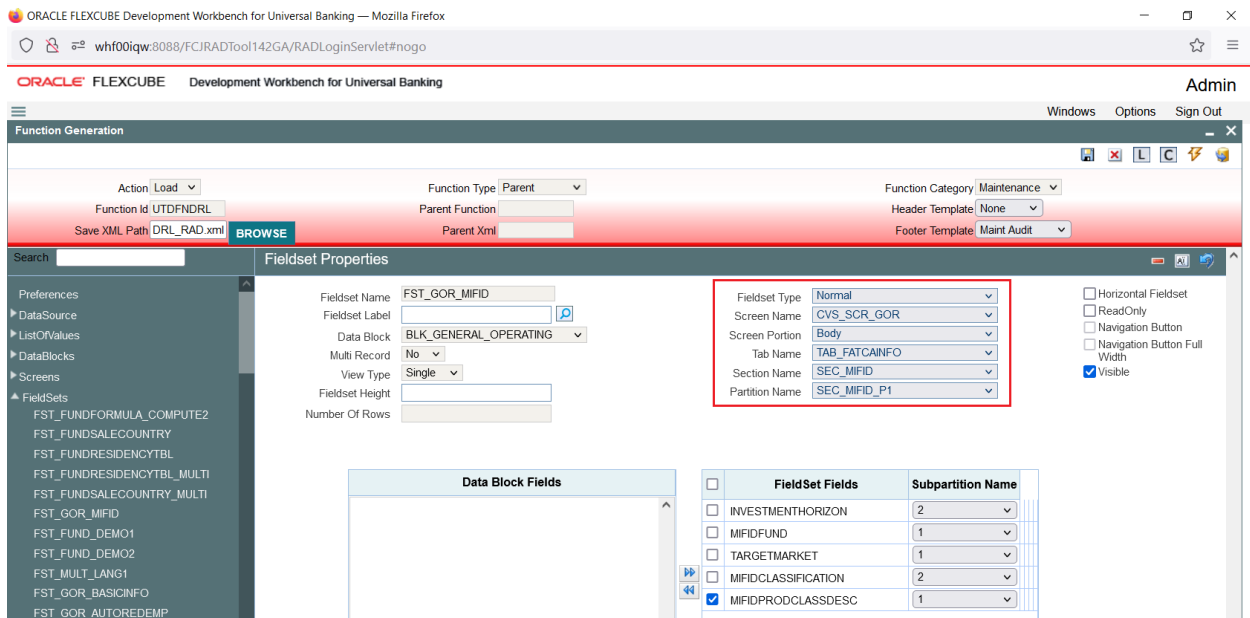 ORACLE FLEXCUBE Development Workbench for Universal Banking — Mozilla Firefox
whf00iqw:8088/FCJRADTool142GA/RADLoginServlet#nogo
ORACLE FLEXCUBE Development Workbench for Universal Banking Admin
Windows Options Sign Out
Function Generation
L C
Action Load Function Type Parent Function Category Maintenance
Function Id UTDFNDRL Parent Function Header Template None
Save XML Path DRL_RAD.xml BROWSE Parent Xml Footer Template Maint Audit
Search Fieldset Properties
Preferences
DataSource
ListOfValues
DataBlocks
Screens
FieldSets
FST_FUNDFORMULA_COMPUTE2
FST_FUNDSALECOUNTRY
FST_FUNDRESIDENCYTBL
FST_FUNDRESIDENCYTBL_MULTI
FST_FUNDSALECOUNTRY_MULTI
FST_GOR_MIFID
FST_FUND_DEMO1
FST_FUND_DEMO2
FST_MULT_LANG1
FST_GOR_BASICINFO
FST_GOR_AUTOREDEMP
Fieldset Name FST_GOR_MIFID
Fieldset Label
Data Block BLK_GENERAL_OPERATING
Multi Record No
View Type Single
Fieldset Height
Number Of Rows
Fieldset Type Normal
Screen Name CVS_SCR_GOR
Screen Portion Body
Tab Name TAB_FATCAINFO
Section Name SEC_MIFID
Partition Name SEC_MIFID_P1
Horizontal Fieldset
ReadOnly
Navigation Button
Navigation Button Full
Width
Visible
Data Block Fields
FieldSet Fields Subpartition Name
INVESTMENTHORIZON 2
MIFIDFUND 1
TARGETMARKET 1
MIFIDCLASSIFICATION 2
MIFIDPRODCLASSDESC 1